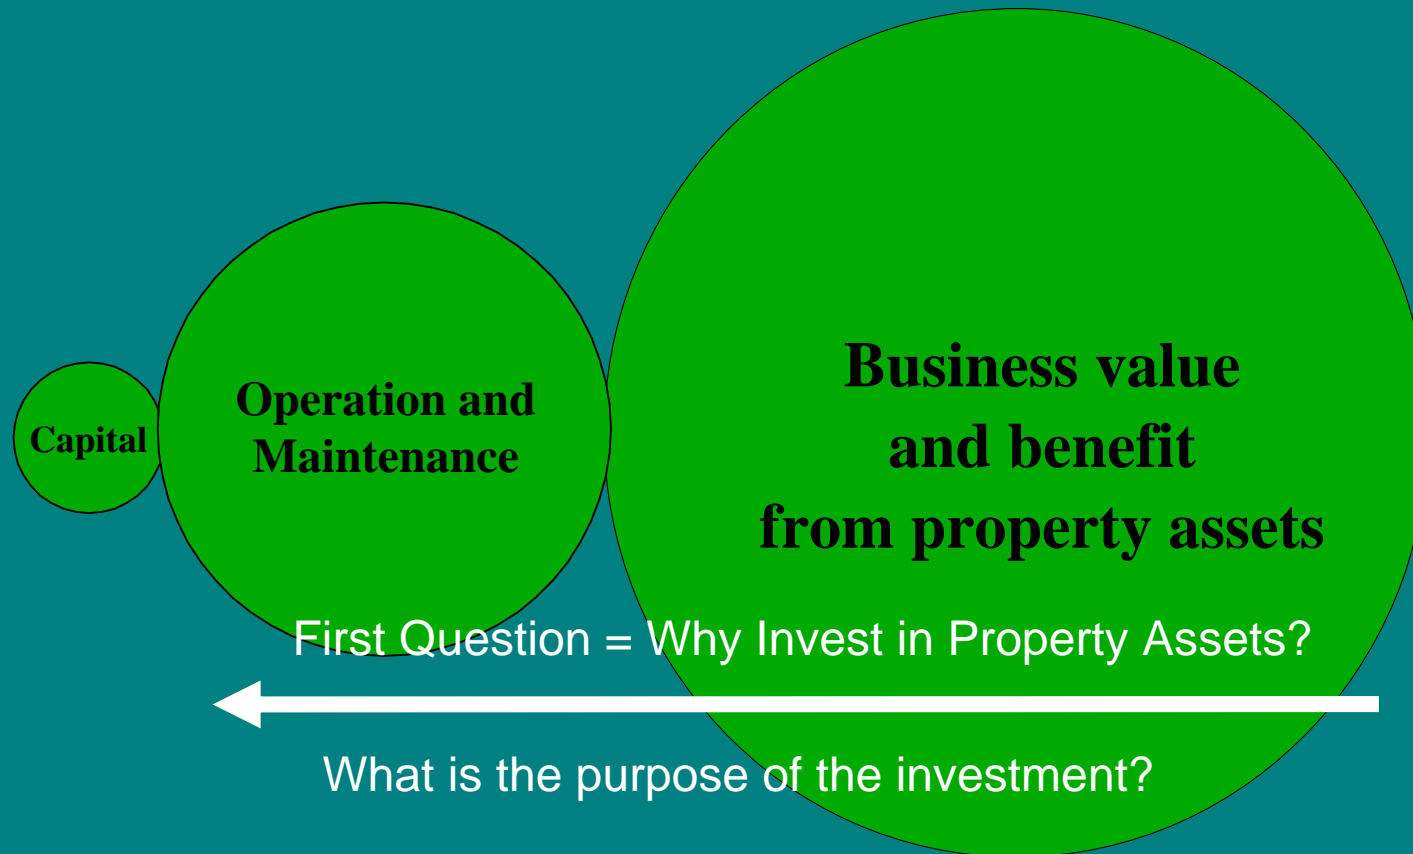 Capital
Operation and
Maintenance
Business value
and benefit
from property assets
First Question = Why Invest in Property Assets?
What is the purpose of the investment?